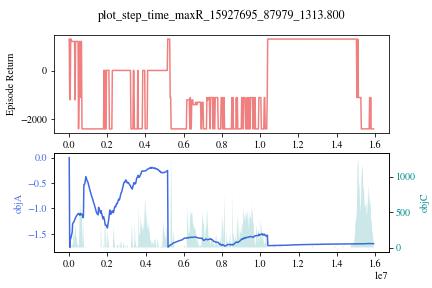 plot_step_time_maxR_15927695_87979_1313.800
Episode Return
0
−2000
0.0 0.2 0.4 0.6 0.8 1.0 1.2 1.4 1.6
objA
0.0
−0.5
−1.0
−1.5
1000
500
0
objC
0.0 0.2 0.4 0.6 0.8 1.0 1.2 1.4 1.6
1e7